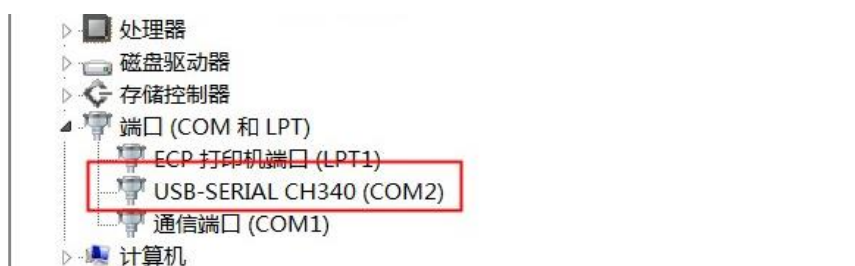 处理器
磁盘驱动器
存储控制器
端口 (COM 和 LPT)
ECP 打印机端口 (LPT1)
USB-SERIAL CH340 (COM2)
通信端口 (COM1)
计算机